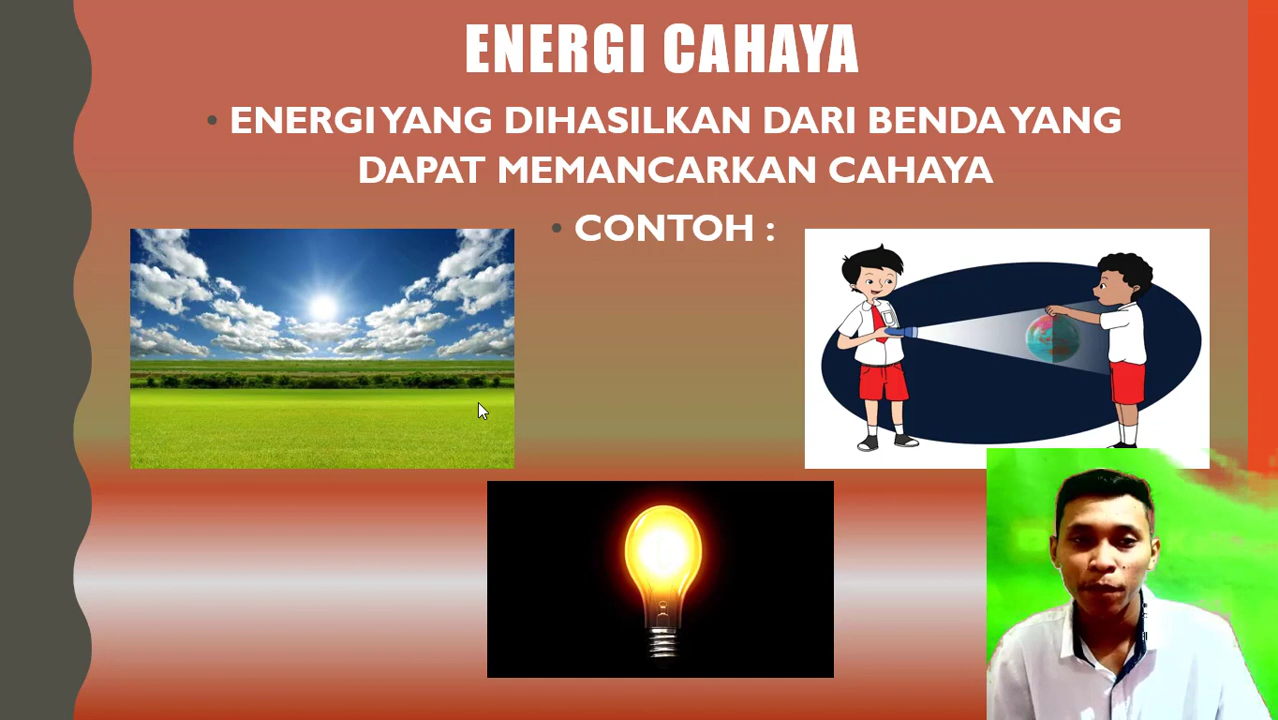 ENERGI CAHAYA
• ENERGI YANG DIHASILKAN DARI BENDA YANG
DAPAT MEMANCARKAN CAHAYA
• CONTOH :